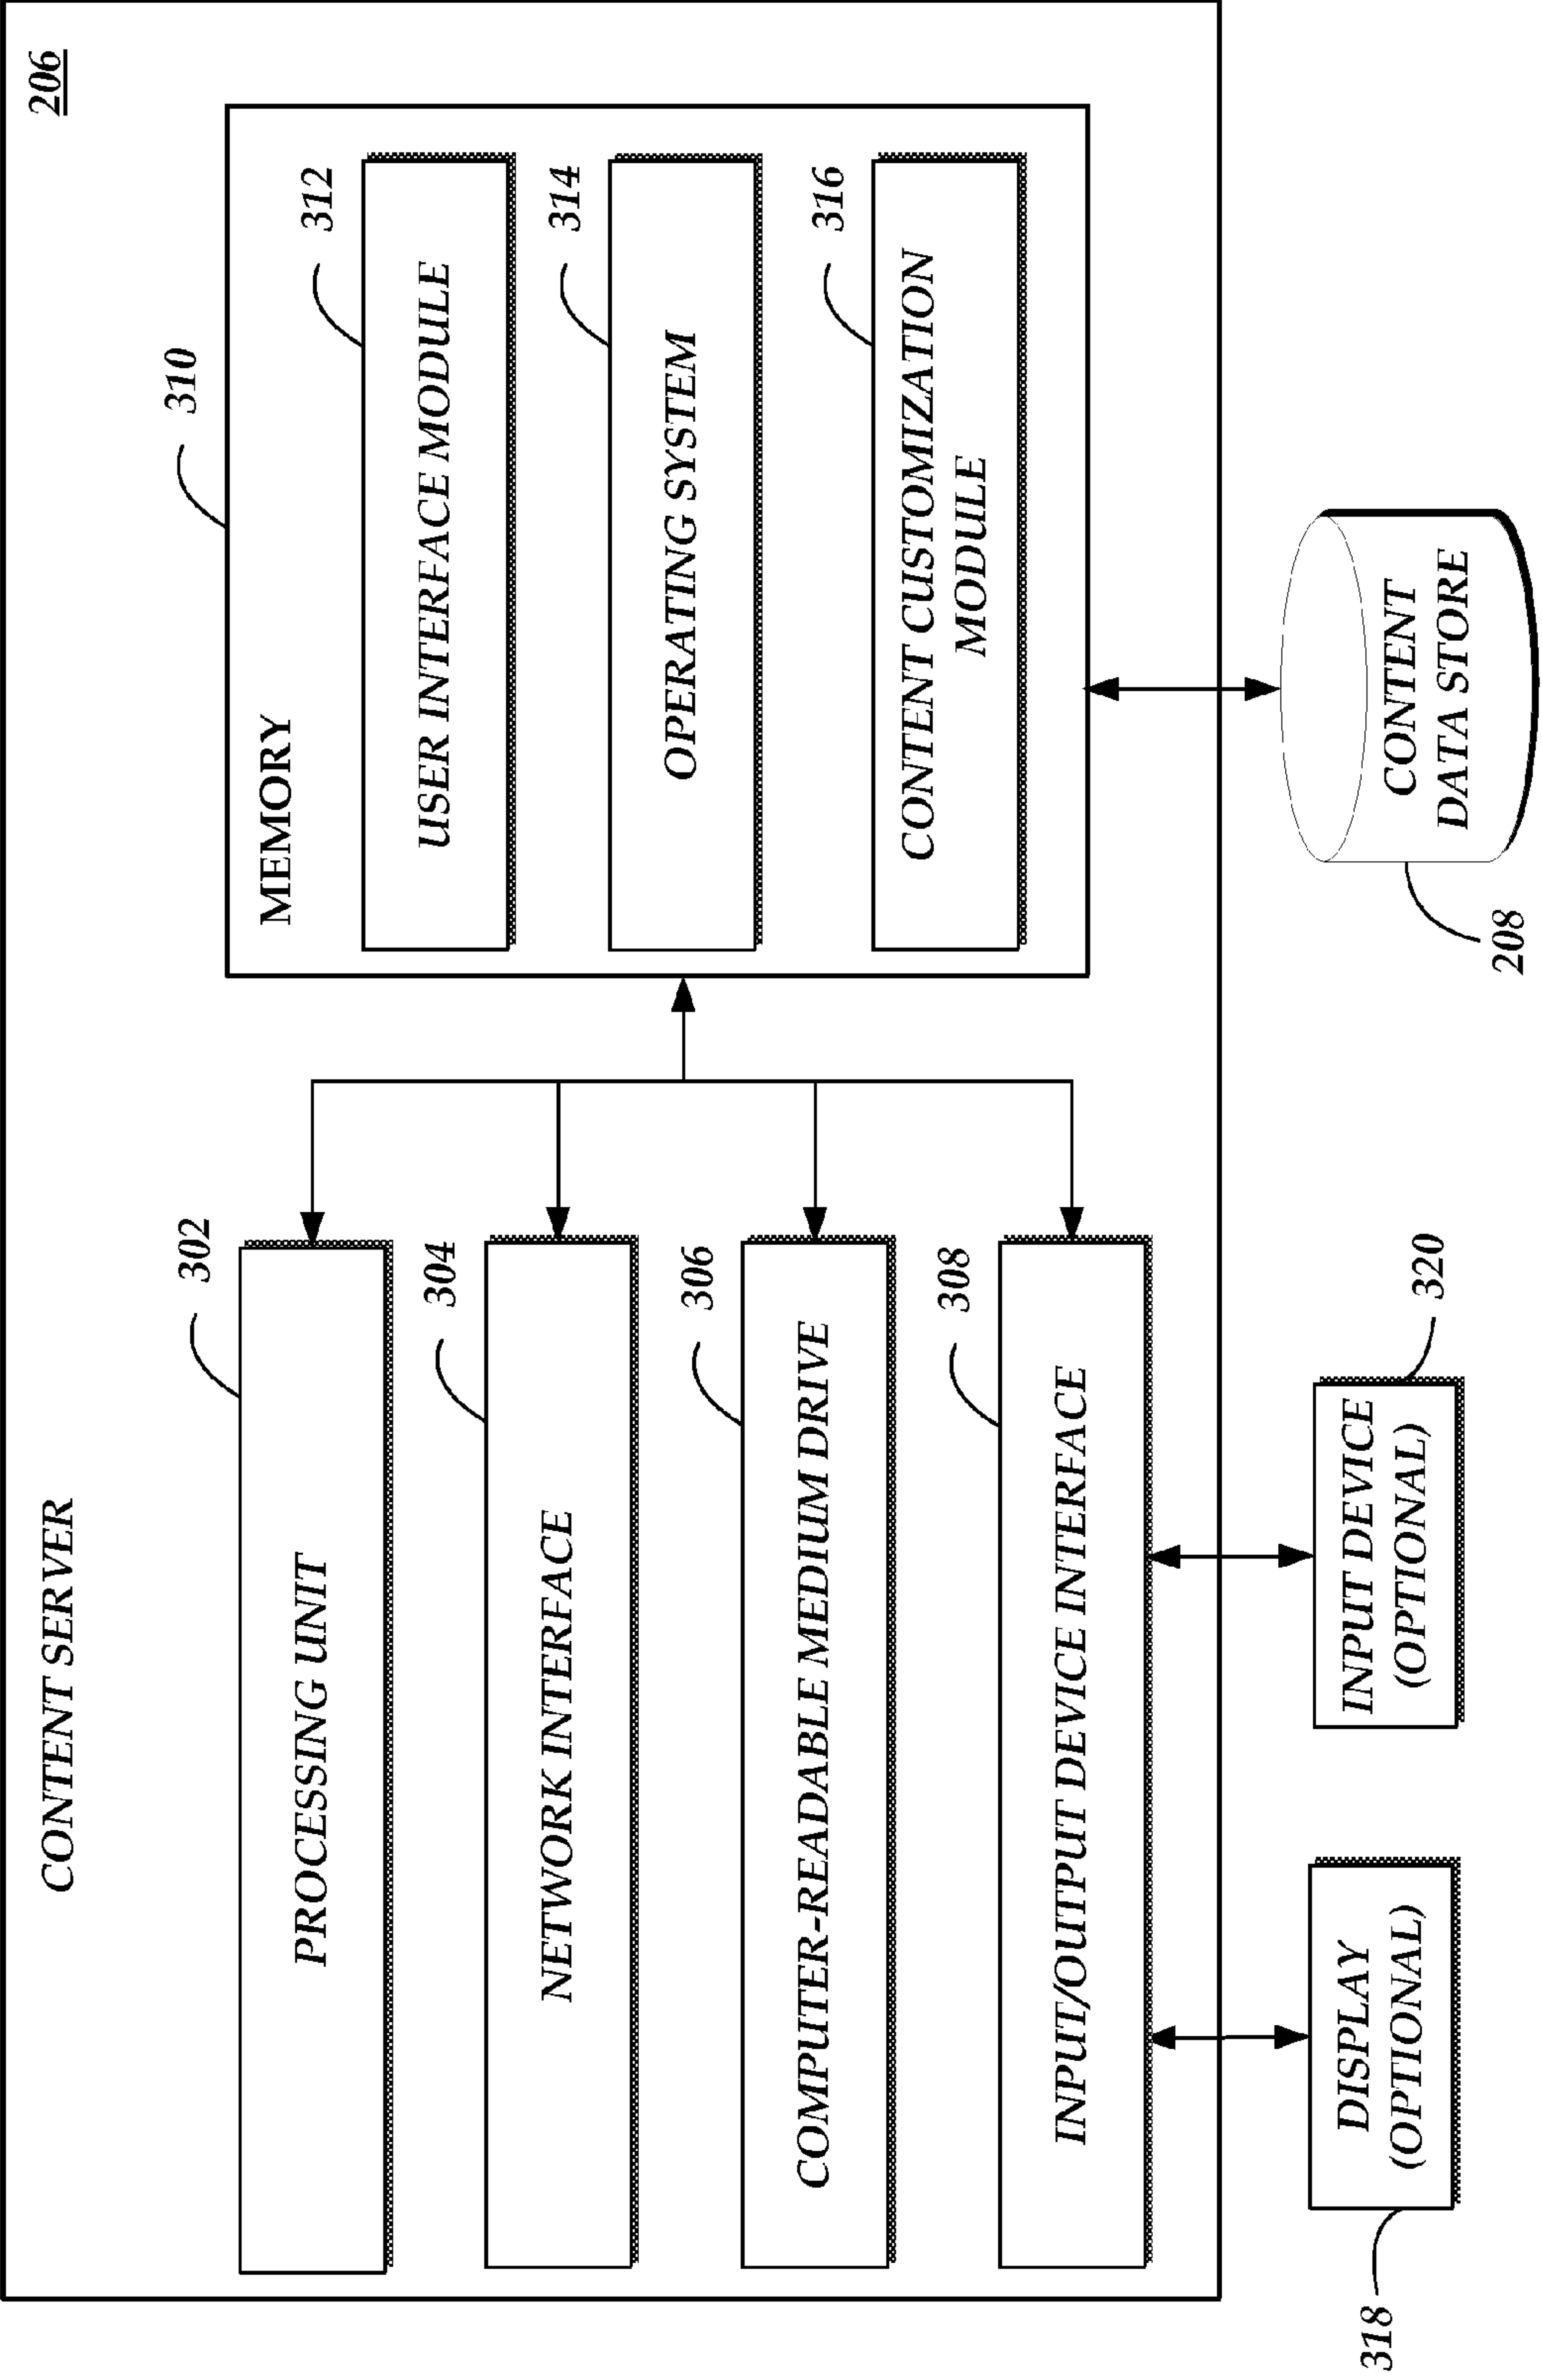 CONTENT SERVER
206
302
PROCESSING UNIT
304
NETWORK INTERFACE
306
COMPUTER-READABLE MEDIUM DRIVE
308
INPUT/OUTPUT DEVICE INTERFACE
310
MEMORY
312
USER INTERFACE MODULE
314
OPERATING SYSTEM
316
CONTENT CUSTOMIZATION
MODULE
318
DISPLAY
(OPTIONAL)
320
INPUT DEVICE
(OPTIONAL)
208
CONTENT
DATA STORE